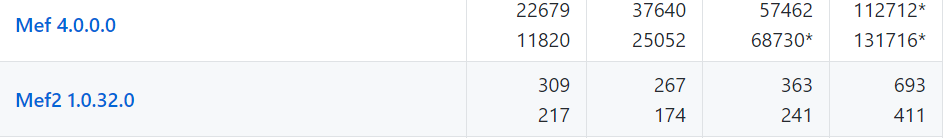 22679 37640 57462 112712*
Mef 4.0.0.0
11820 25052 68730* 131716*
309 267 363 693
Mef2 1.0.32.0
217 174 241 411